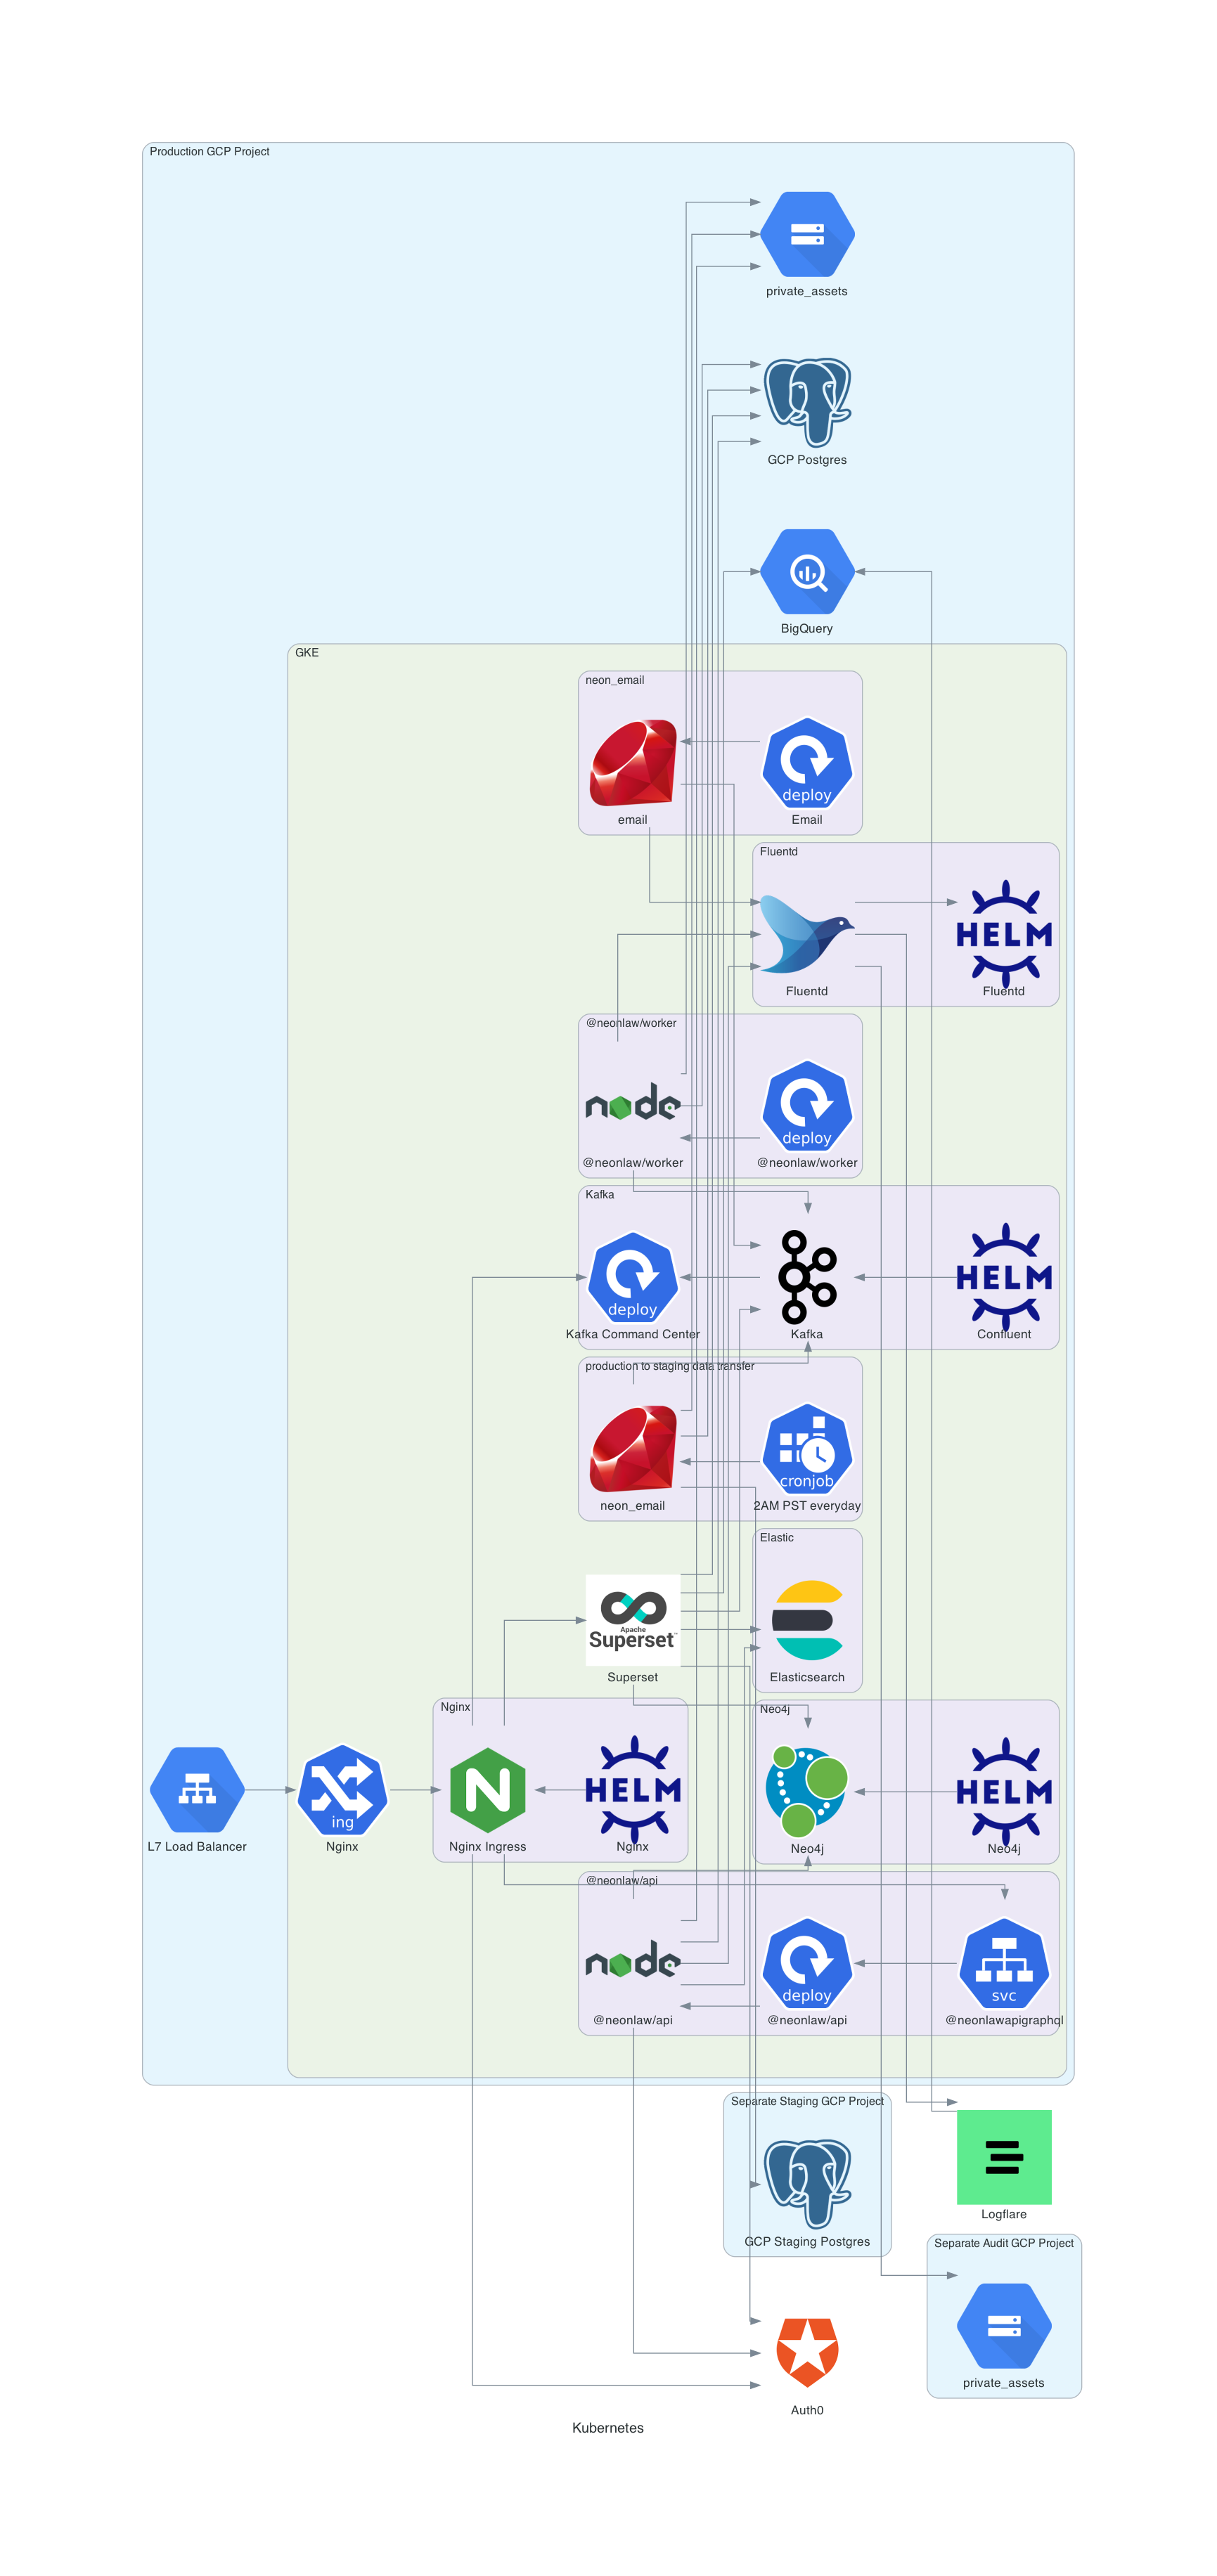 Production GCP Project
private_assets
GCP Postgres
BigQuery
GKE
neon_email
deploy
email
Email
Fluentd
HELM
Fluentd
Fluentd
@neonlaw/worker
node
deploy
@neonlaw/worker
@neonlaw/worker
Kafka
deploy
HELM
Kafka Command Center
Kafka
Confluent
production to staging data transfer
cronjob
neon_email
2AM PST everyday
Elastic
Apache
Superset
Superset
Elasticsearch
Nginx
Neo4j
ing
N
HELM
HELM
L7 Load Balancer
Nginx
Nginx Ingress
Nginx
Neo4j
Neo4j
@neonlaw/api
node
deploy
svc
@neonlaw/api
@neonlaw/api
@neonlawapigraphql
Separate Staging GCP Project
Logflare
GCP Staging Postgres
Separate Audit GCP Project
private_assets
Auth0
Kubernetes